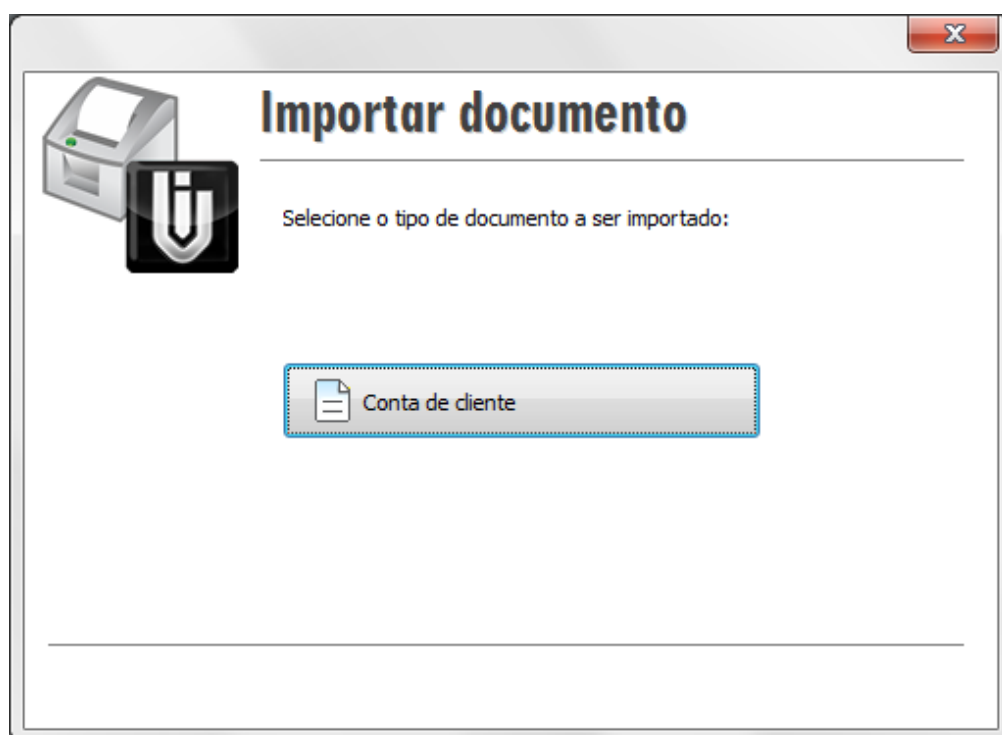 Importar documento
Selecione o tipo de documento a ser importado:
Conta de cliente